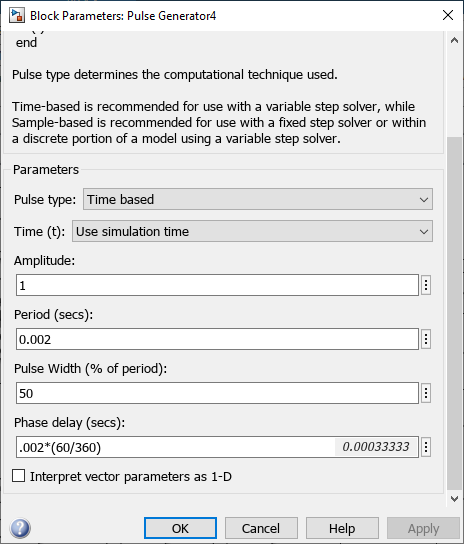 Block Parameters: Pulse Generator4
end
Pulse type determines the computational technique used.
Time-based is recommended for use with a variable step solver, while
Sample-based is recommended for use with a fixed step solver or within
a discrete portion of a model using a variable step solver.
Parameters
Pulse type: Time based
Time (t): Use simulation time
Amplitude:
1
Period (secs):
0.002
Pulse Width (% of period):
50
Phase delay (secs):
.002*(60/360) 0.00033333
Interpret vector parameters as 1-D
OK Cancel Help Apply